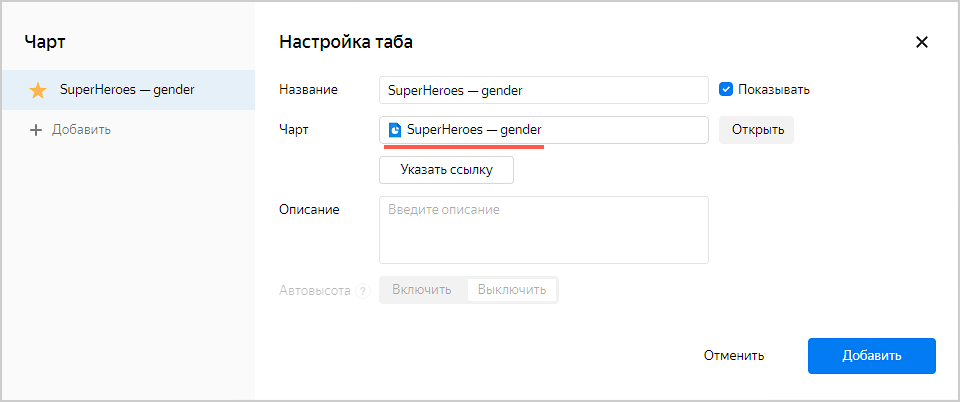 Чарт
SuperHeroes — gender
Добавить
Настройка таба
Название
SuperHeroes — gender
Показывать
Чарт
SuperHeroes — gender
Открыть
Указать ссылку
Описание
Введите описание
Автовысота ?
Включить
Выключить
Отменить
Добавить